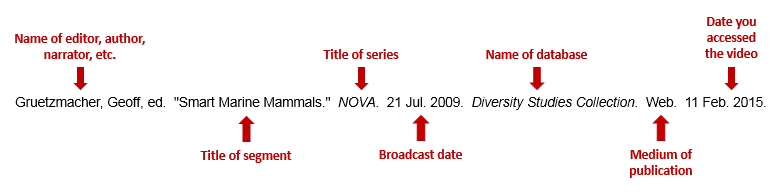 Date you
accessed
the video
Name of editor, author,
narrator, etc.
Title of series
Name of database
Gruetzmacher, Geoff, ed. "Smart Marine Mammals." NOVA. 21 Jul. 2009. Diversity Studies Collection. Web. 11 Feb. 2015.
Title of segment
Broadcast date
Medium of
publication